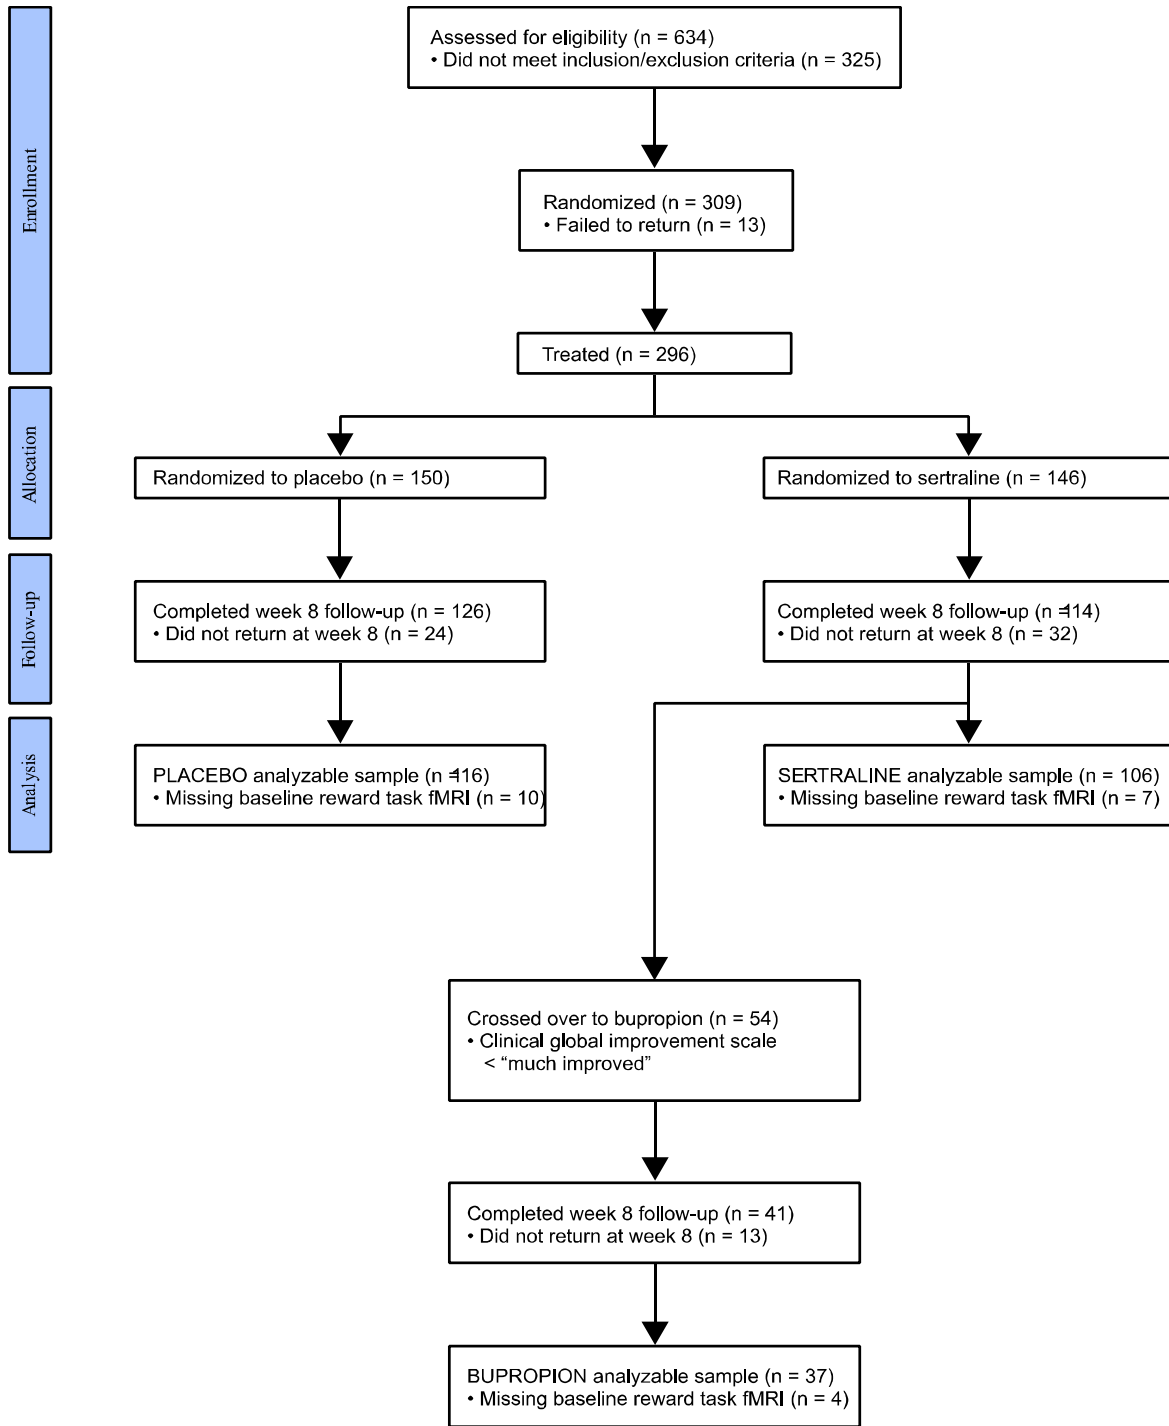 Enrollment
Assessed for eligibility (n = 634)
• Did not meet inclusion/exclusion criteria (n = 325)
Randomized (n = 309)
• Failed to return (n = 13)
Treated (n = 296)
Allocation
Randomized to placebo (n = 150)
Randomized to sertraline (n = 146)
Follow-up
Completed week 8 follow-up (n = 126)
• Did not return at week 8 (n = 24)
Completed week 8 follow-up (n =114)
• Did not return at week 8 (n = 32)
Analysis
PLACEBO analyzable sample (n =116)
• Missing baseline reward task fMRI (n = 10)
SERTRALINE analyzable sample (n = 106)
• Missing baseline reward task fMRI (n = 7)
Crossed over to bupropion (n = 54)
• Clinical global improvement scale
< “much improved”
Completed week 8 follow-up (n = 41)
• Did not return at week 8 (n = 13)
BUPROPION analyzable sample (n = 37)
• Missing baseline reward task fMRI (n = 4)